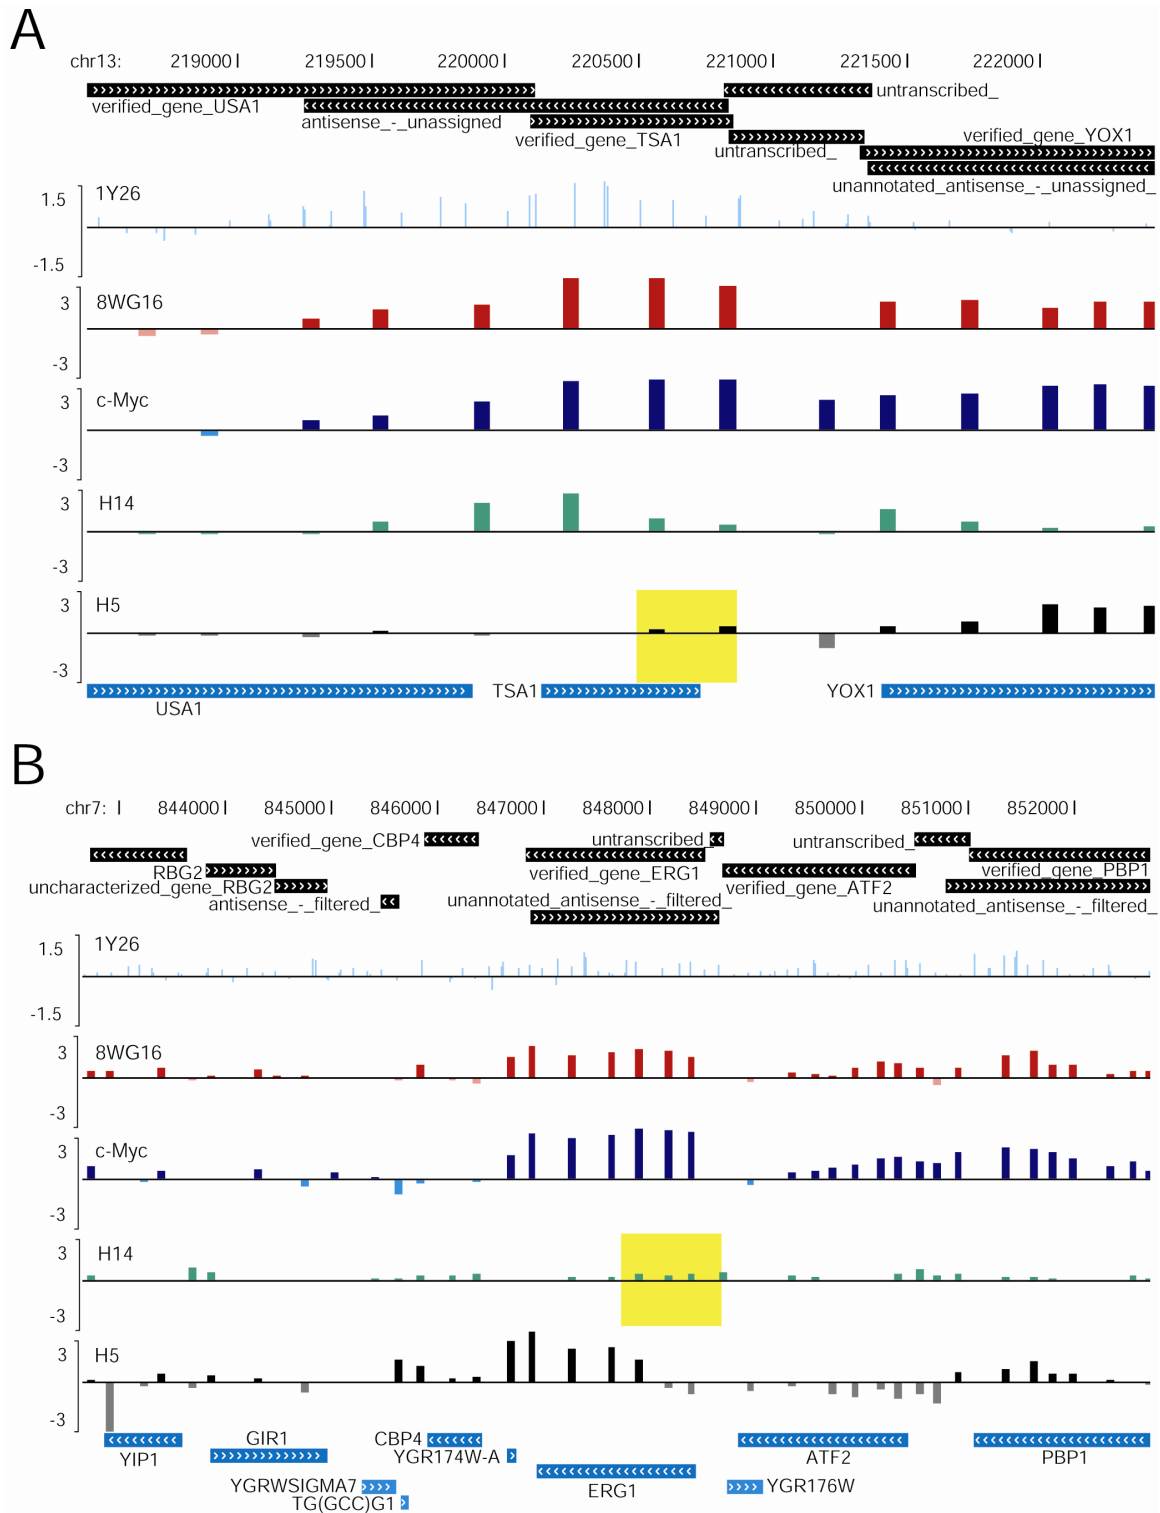 A
chr13: 219000 219500 220000 220500 221000 221500 222000
untranscribed_
verified_gene_USA1
antisense_-_unassigned
verified_gene_TSA1
verified_gene_YOX1
untranscribed_
unannotated_antisense_-_unassigned_
1Y26
1.5
-1.5
8WG16
3
-3
c-Myc
3
-3
H14
3
-3
H5
3
-3
TSA1
YOX1
USA1
B
chr7: 844000 845000 846000 847000 848000 849000 850000 851000 852000
verified_gene_CBP4
untranscribed_
untranscribed_
RBG2
verified_gene_ERG1
verified_gene_PBP1
uncharacterized_gene_RBG2
verified_gene_ATF2
antisense_-_filtered_
unannotated_antisense_-_filtered_
unannotated_antisense_-_filtered_
1Y26
1.5
-1.5
8WG16
3
-3
c-Myc
3
-3
H14
3
-3
H5
3
-3
GIR1
CBP4
YIP1
YGR174W-A
ATF2
PBP1
YGRWSIGMA7
ERG1
YGR176W
TG(GCC)G1